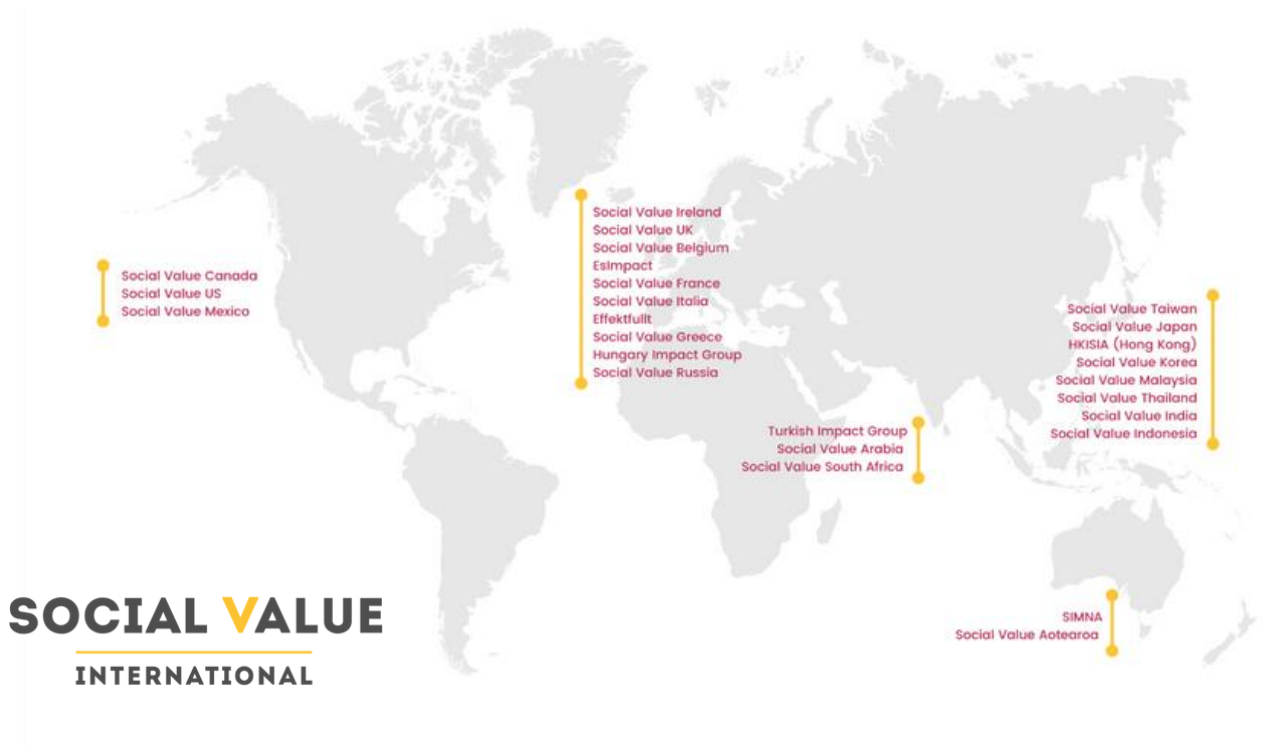 Social Value Canada
Social Value US
Social Value Mexico
Social Value Ireland
Social Value UK
Social Value Belgium
EsImpact
Social Value France
Social Value Italia
Effektfullt
Social Value Greece
Hungary Impact Group
Social Value Russia
Turkish Impact Group
Social Value Arabia
Social Value South Africa
Social Value Taiwan
Social Value Japan
HKISIA (Hong Kong)
Social Value Korea
Social Value Malaysia
Social Value Thailand
Social Value India
Social Value Indonesia
SIMNA
Social Value Aotearoa
SOCIAL VALUE
INTERNATIONAL